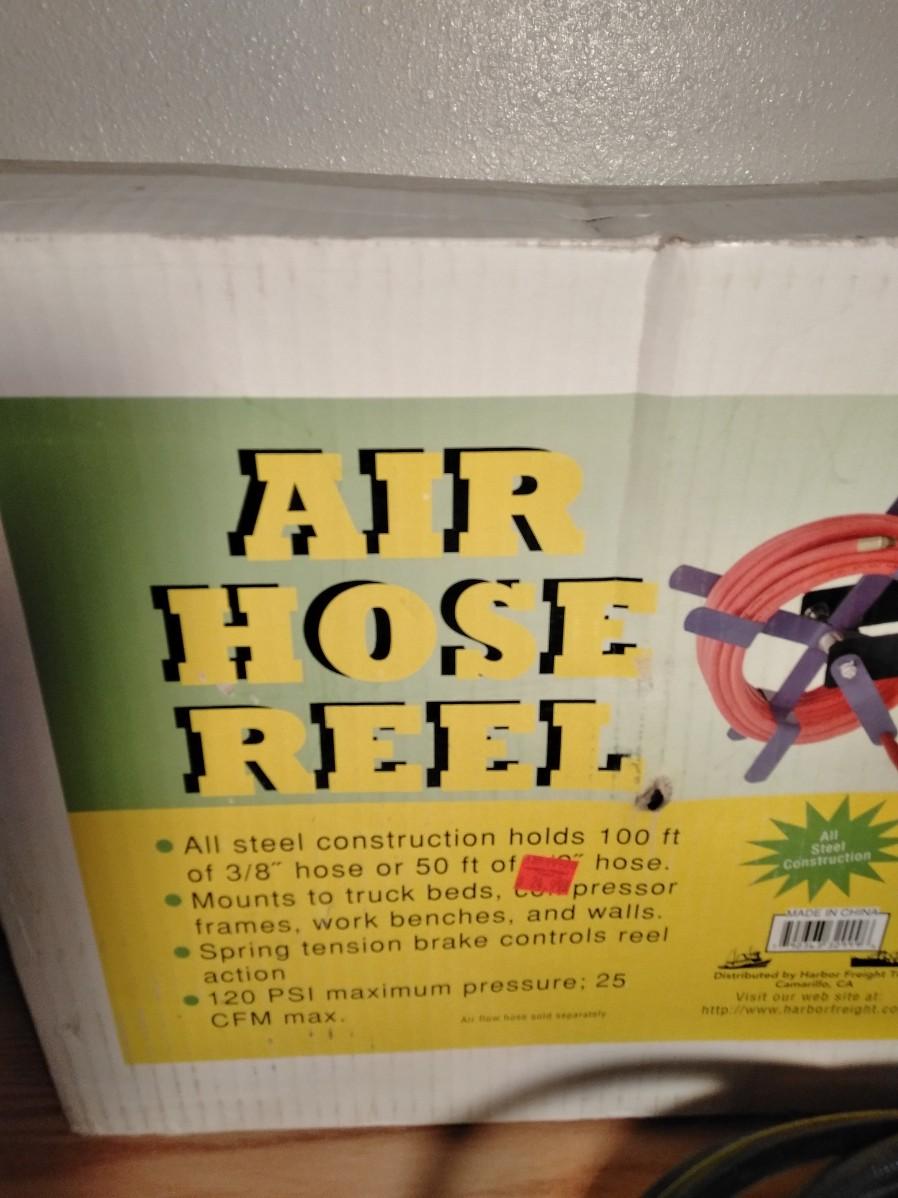 AIR
HOSE
REEL
All steel construction holds 100 ft
of 3/8" hose or 50 ft of hose.
Mounts to truck beds, compressor
frames, work benches, and walls.
Spring tension brake controls reel
action
120 PSI maximum pressure; 25
CFM max.
Air flow hose sold separately
All
Steel
Construction
MADE IN CHINA
Distributed by Harbor Freight
Camarillo, CA
Visit our web site at:
http://www.harborfreight.co